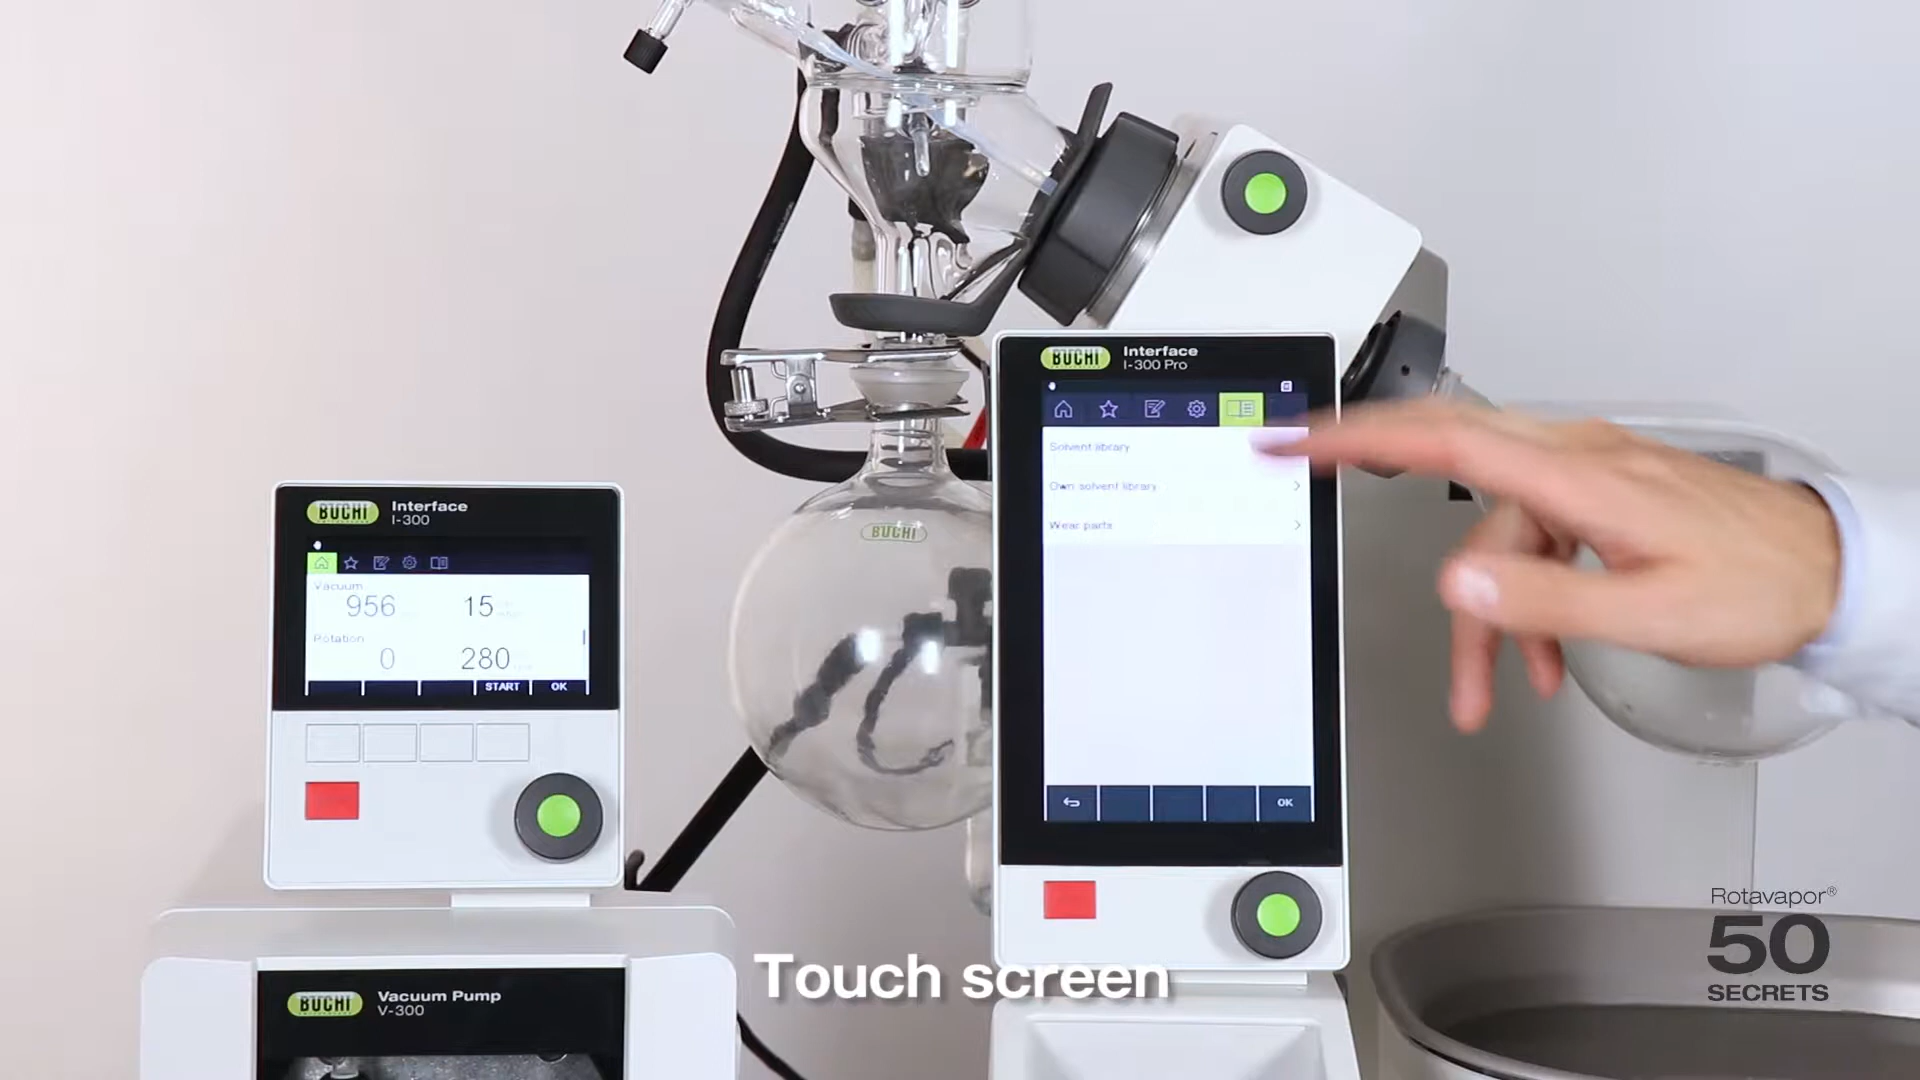 BUCHI
Interface
I-300 Pro
Solvent library
Own solvent library
Wear parts
OK
BUCHI
BUCHI
Interface
I-300
Vacuum
956 15
Rotation
0 280
START OK
BUCHI
Vacuum Pump
V-300
Touch screen
Rotavapor®
50
SECRETS